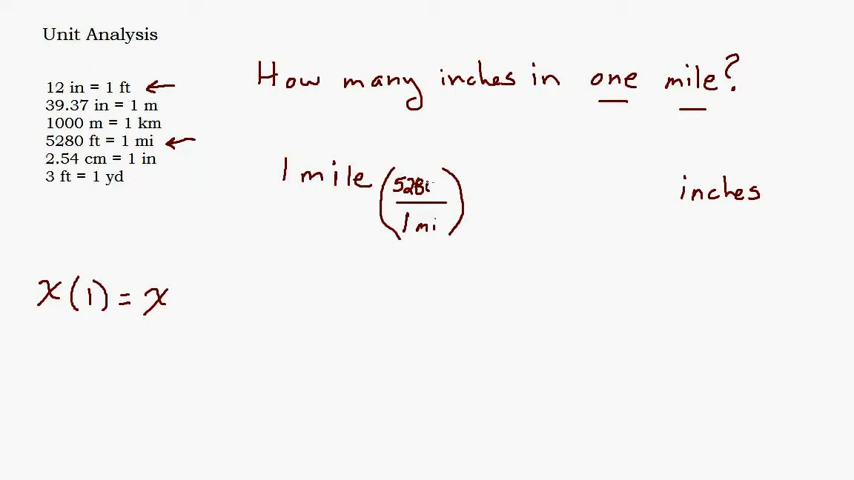 Unit Analysis
12 in = 1 ft
39.37 in = 1 m
1000 m = 1 km
5280 ft = 1 mi
2.54 cm = 1 in
3 ft = 1 yd
How many inches in one mile?
1 mile
1 mi
inches
x(1) = x